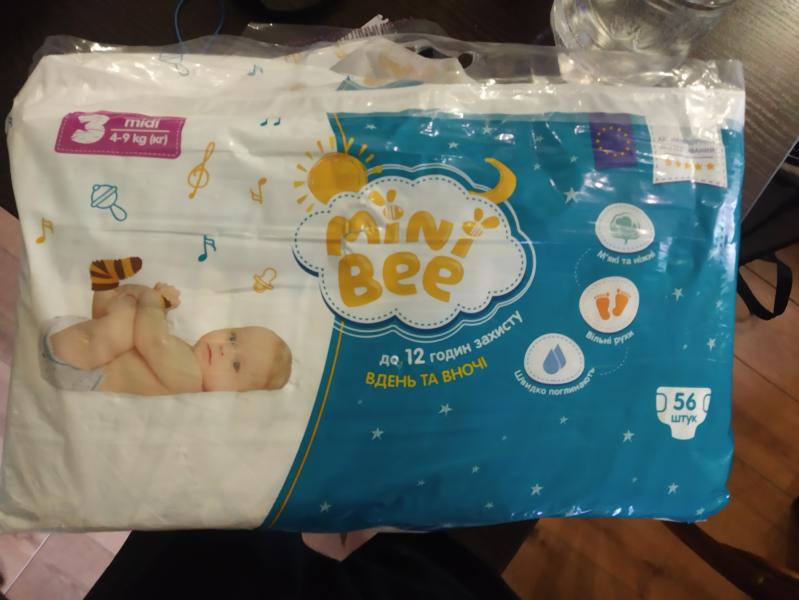 3 midi
4-9 kg (кг)
mini
Bee
до 12 годин захисту
ВДЕНЬ ТА ВНОЧІ
М'які та ніжні
Вільні рухи
Швидко поглинають
56
штук